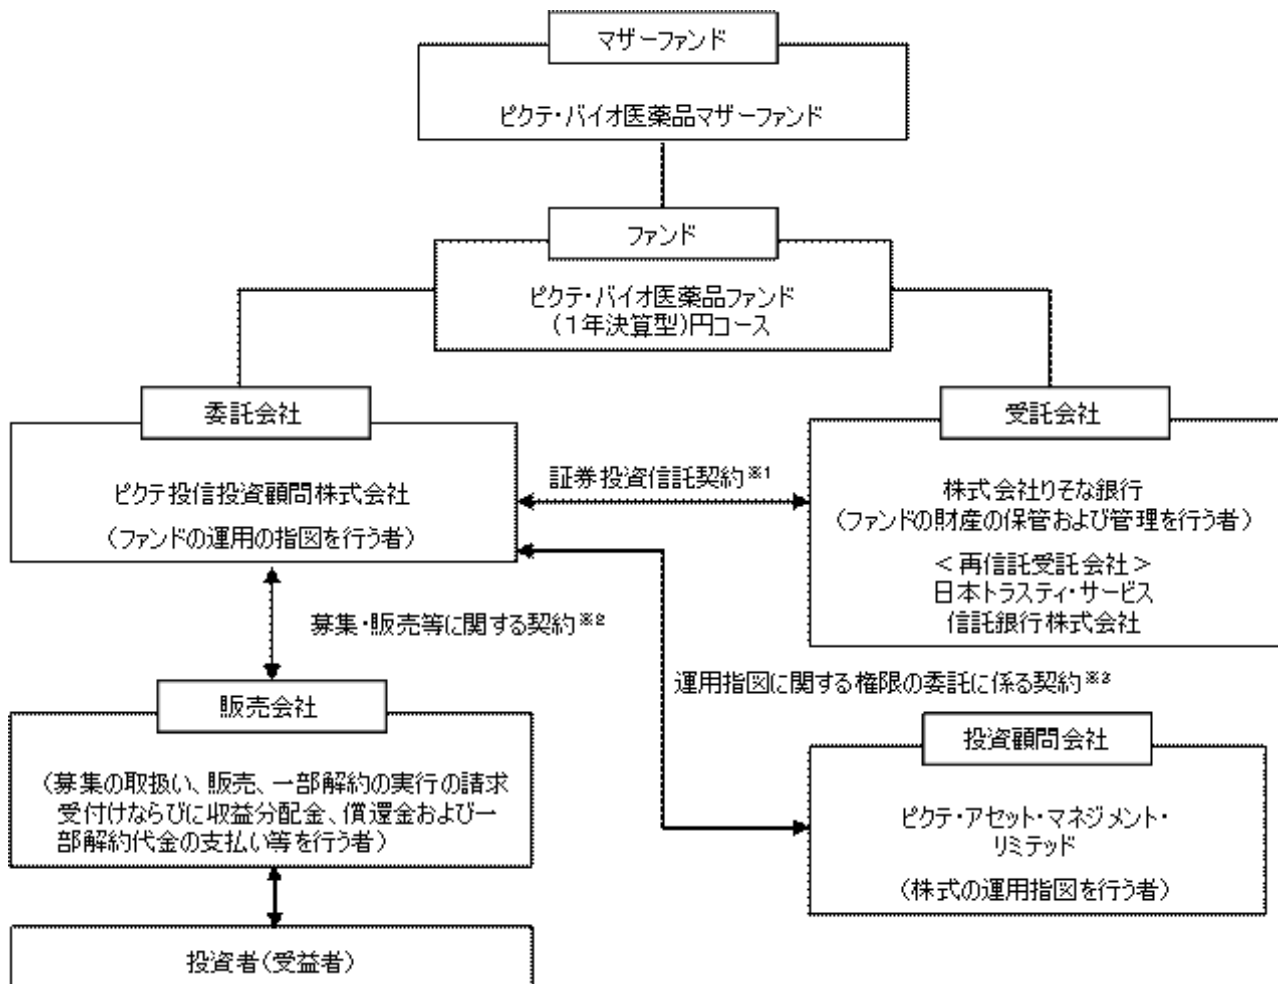 マザーファンド
ピクテ・バイオ医薬品マザーファンド
ファンド
ピクテ・バイオ医薬品ファンド
(1年決算型)円コース
委託会社
ピクテ投信投資顧問株式会社
(ファンドの運用の指図を行う者)
証券投資信託契約※1
受託会社
株式会社りそな銀行
(ファンドの財産の保管および管理を行う者)
<再信託受託会社>
日本トラスティ・サービス
信託銀行株式会社
募集・販売等に関する契約※2
運用指図に関する権限の委託に係る契約※3
販売会社
(募集の取扱い、販売、一部解約の実行の請求
受付けならびに収益分配金、償還金および一
部解約代金の支払い等を行う者)
投資顧問会社
ピクテ・アセット・マネジメント・
リミテッド
(株式の運用指図を行う者)
投資者(受益者)